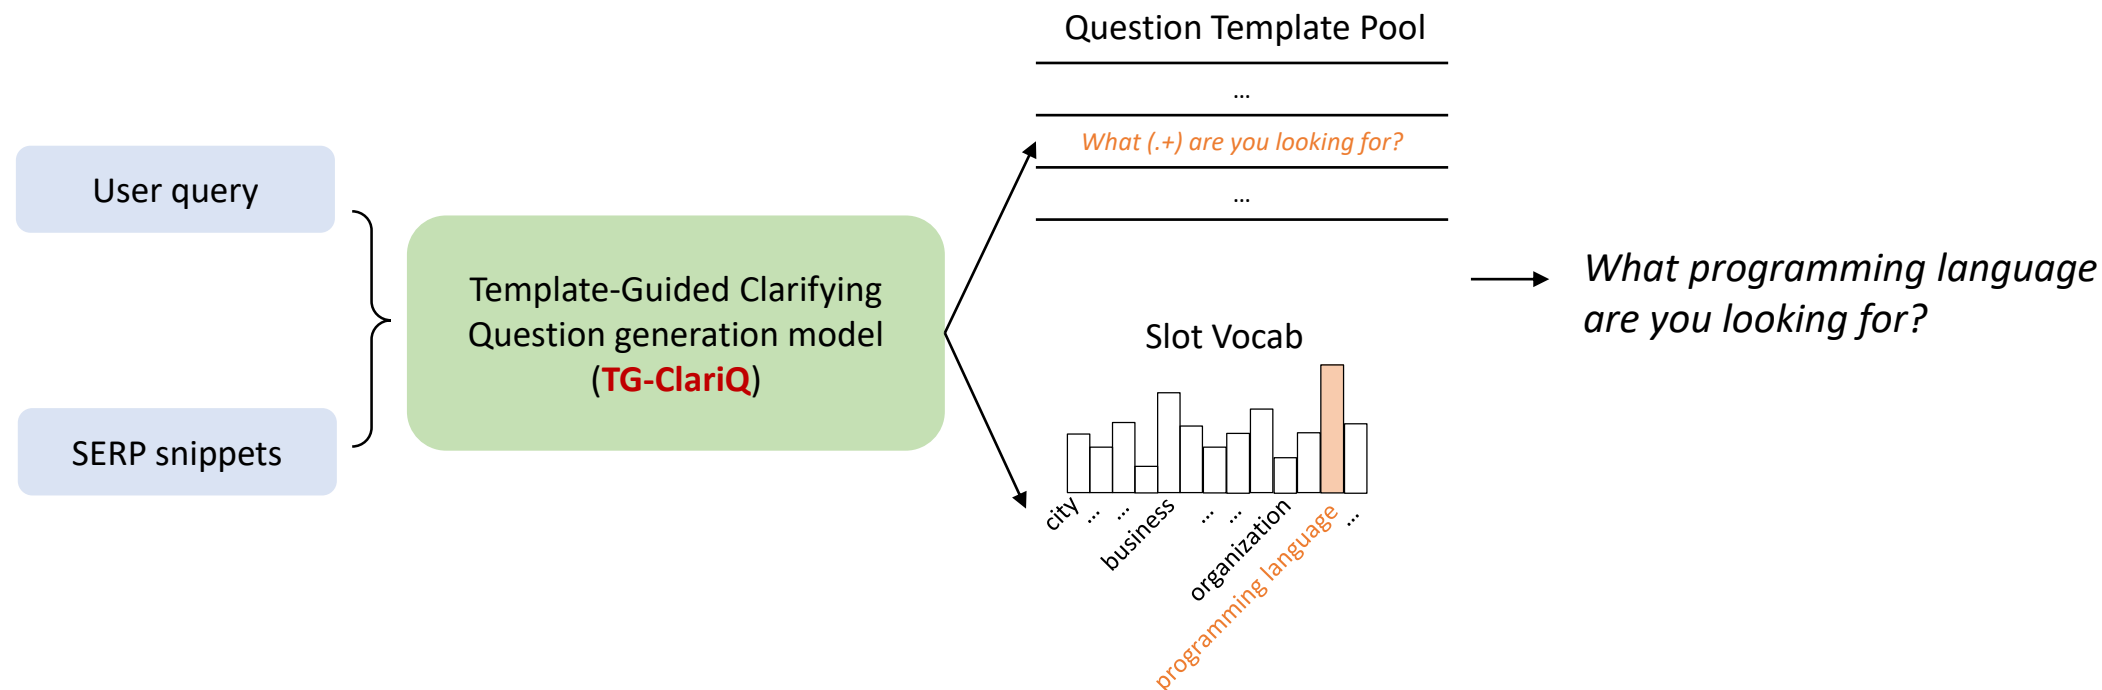 User query
SERP snippets
Template-Guided Clarifying
Question generation model
(TG-ClariQ)
Question Template Pool
...
What (.+) are you looking for?
...
Slot Vocab
city
...
...
business
...
...
organization
programming language
...
What programming language
are you looking for?